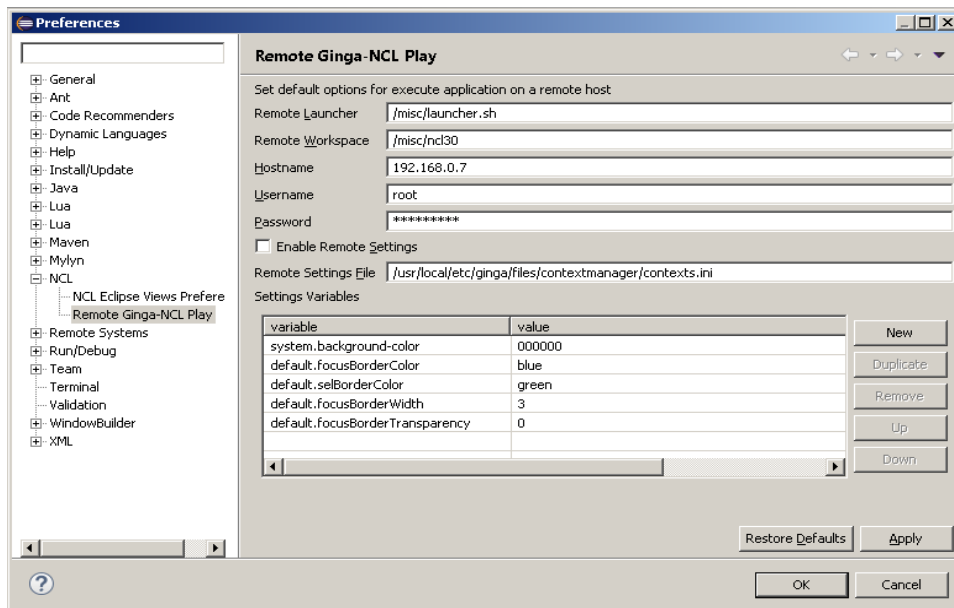 Preferences
General
Ant
Code Recommenders
Dynamic Languages
Help
Install/Update
Java
Lua
Lua
Maven
Mylyn
NCL
NCL Eclipse Views Prefere
Remote Ginga-NCL Play
Remote Systems
Run/Debug
Team
Terminal
Validation
WindowBuilder
XML
Remote Ginga-NCL Play
Set default options for execute application on a remote host
Remote Launcher /misc/launcher.sh
Remote Workspace /misc/ncl30
Hostname 192.168.0.7
Username root
Password *********
Enable Remote Settings
Remote Settings File /usr/local/etc/ginga/files/contextmanager/contexts.ini
Settings Variables
variable value
system.background-color 000000
default.focusBorderColor blue
default.selBorderColor green
default.focusBorderWidth 3
default.focusBorderTransparency 0
New
Duplicate
Remove
Up
Down
Restore Defaults Apply
? OK Cancel